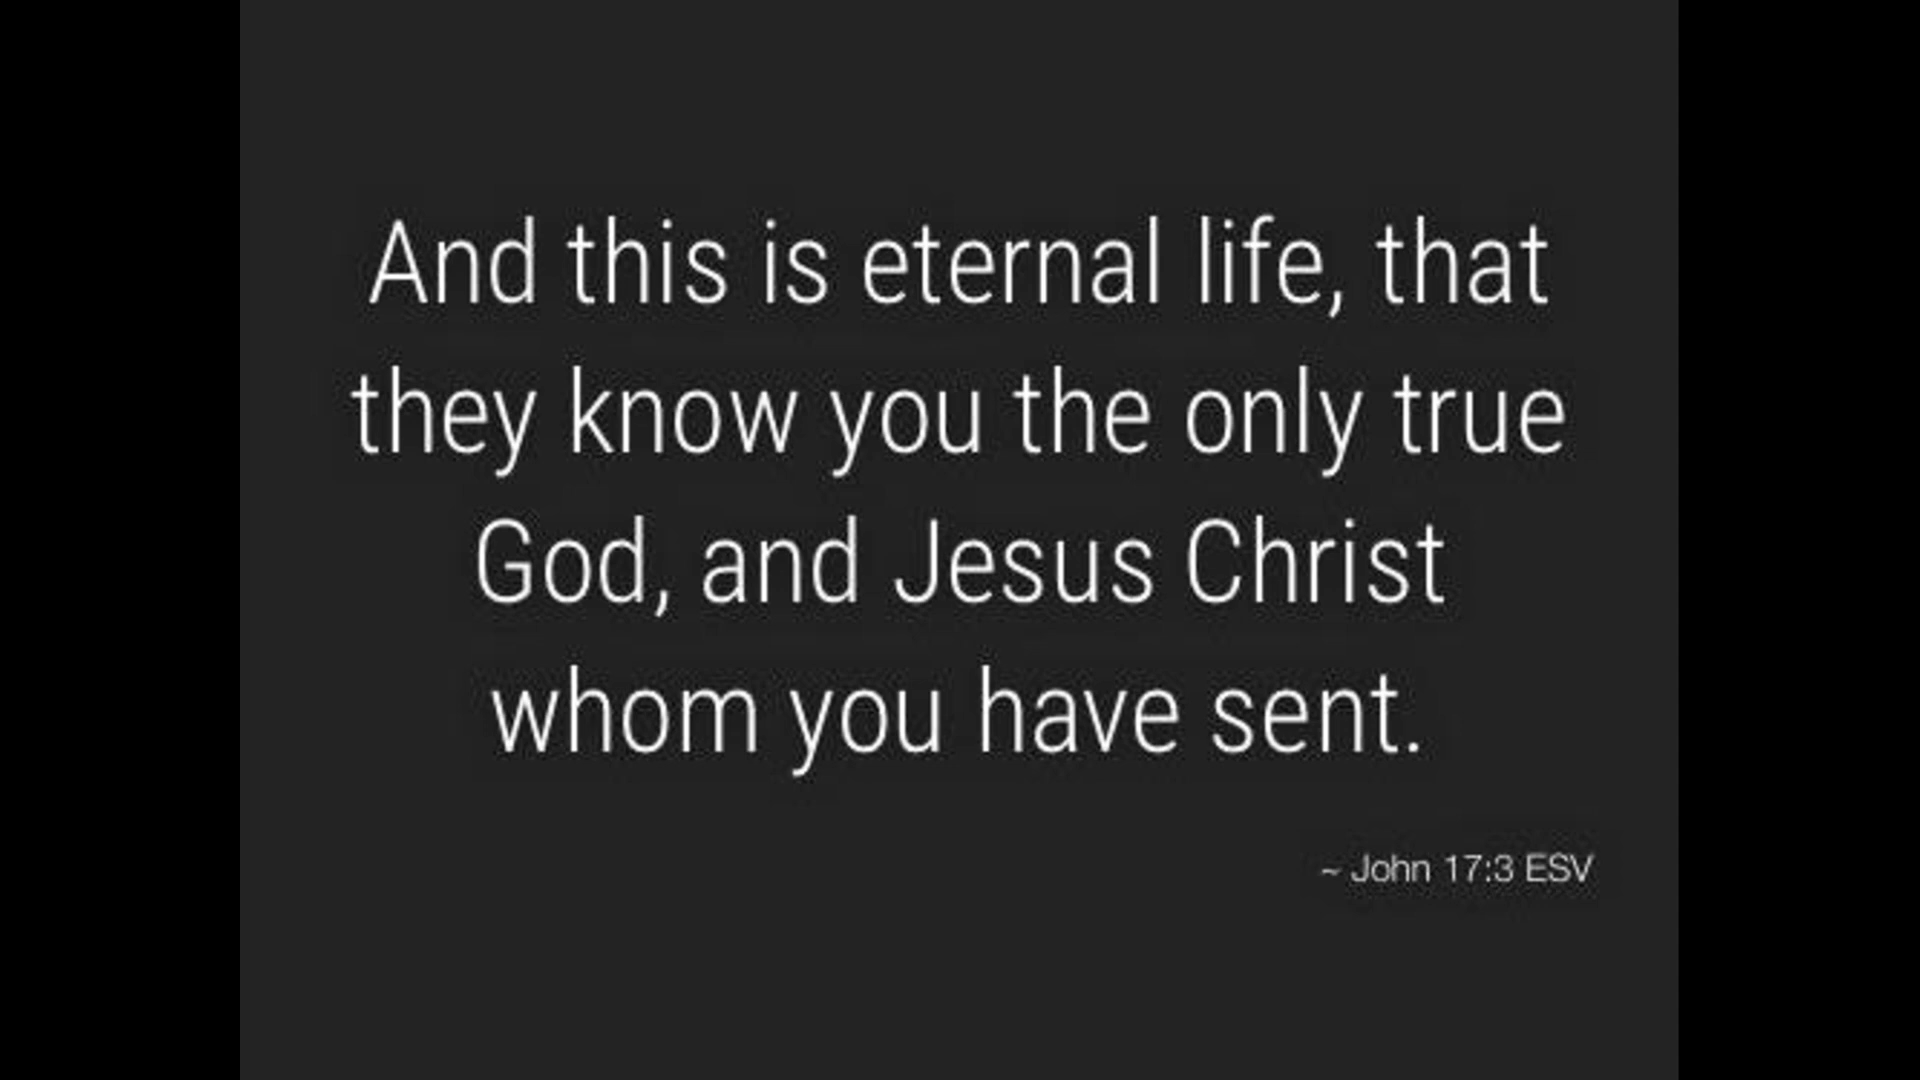 And this is eternal life, that
they know you the only true
God, and Jesus Christ
whom you have sent.
~ John 17:3 ESV